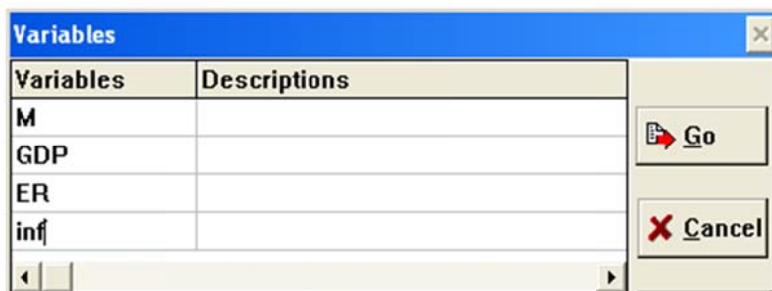 Variables
Variables Descriptions
M
GDP
ER
inf
Go
Cancel